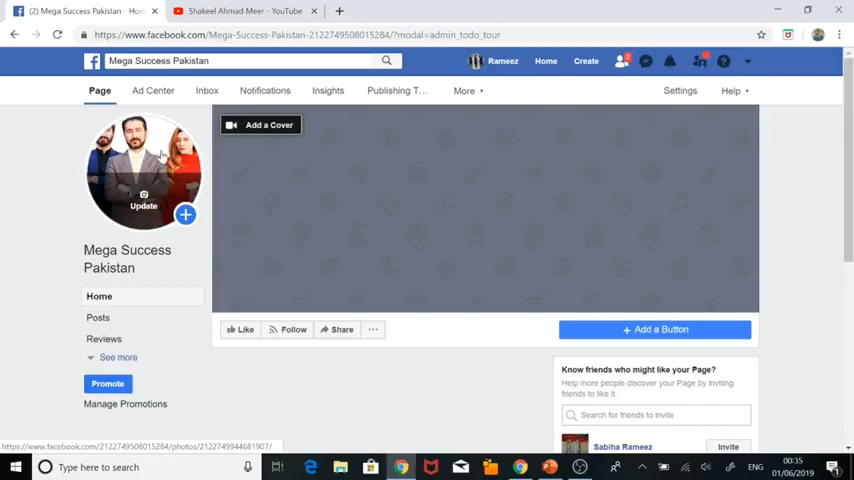 (2) Mega Success Pakistan - Hom
Shakeel Ahmad Meer - YouTube
https://www.facebook.com/Mega-Success-Pakistan-2122749508015284/?modal=admin_todo_tour
Mega Success Pakistan
Rameez
Home
Create
2
Page
Ad Center
Inbox
Notifications
Insights
Publishing T...
More
Settings
Help
Add a Cover
Update
Mega Success
Pakistan
Home
Posts
Reviews
See more
Promote
Manage Promotions
Like
Follow
Share
+ Add a Button
Know friends who might like your Page?
Help more people discover your Page by inviting
friends to like it.
Search for friends to invite
Sabiha Rameez
Invite
https://www.facebook.com/2122749508015284/photos/2122749944681907/
Type here to search
ENG
00:35
01/06/2019
1